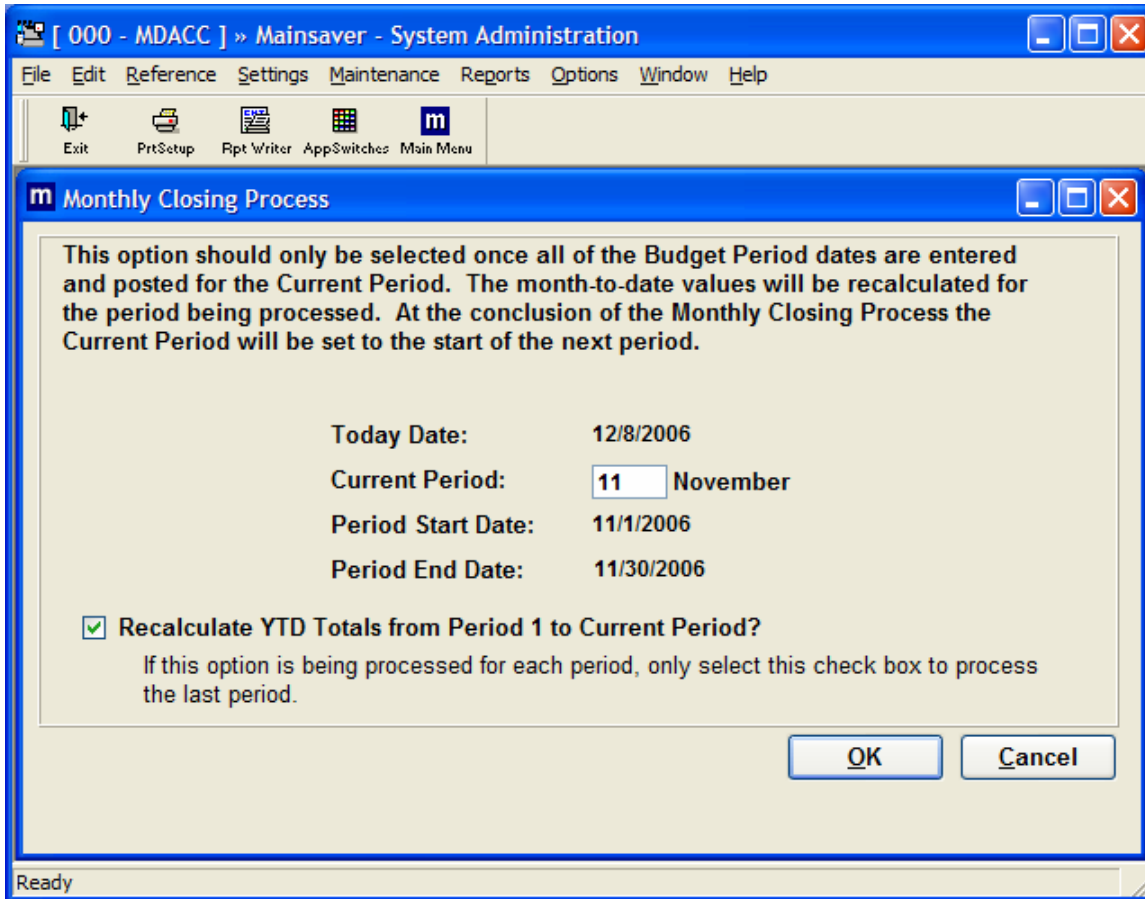 [ 000 - MDACC ] » Mainsaver - System Administration
File Edit Reference Settings Maintenance Reports Options Window Help
Exit PrtSetup Rpt Writer AppSwitches Main Menu
m Monthly Closing Process
This option should only be selected once all of the Budget Period dates are entered
and posted for the Current Period. The month-to-date values will be recalculated for
the period being processed. At the conclusion of the Monthly Closing Process the
Current Period will be set to the start of the next period.
Today Date: 12/8/2006
Current Period: 11 November
Period Start Date: 11/1/2006
Period End Date: 11/30/2006
Recalculate YTD Totals from Period 1 to Current Period?
If this option is being processed for each period, only select this check box to process
the last period.
OK Cancel
Ready